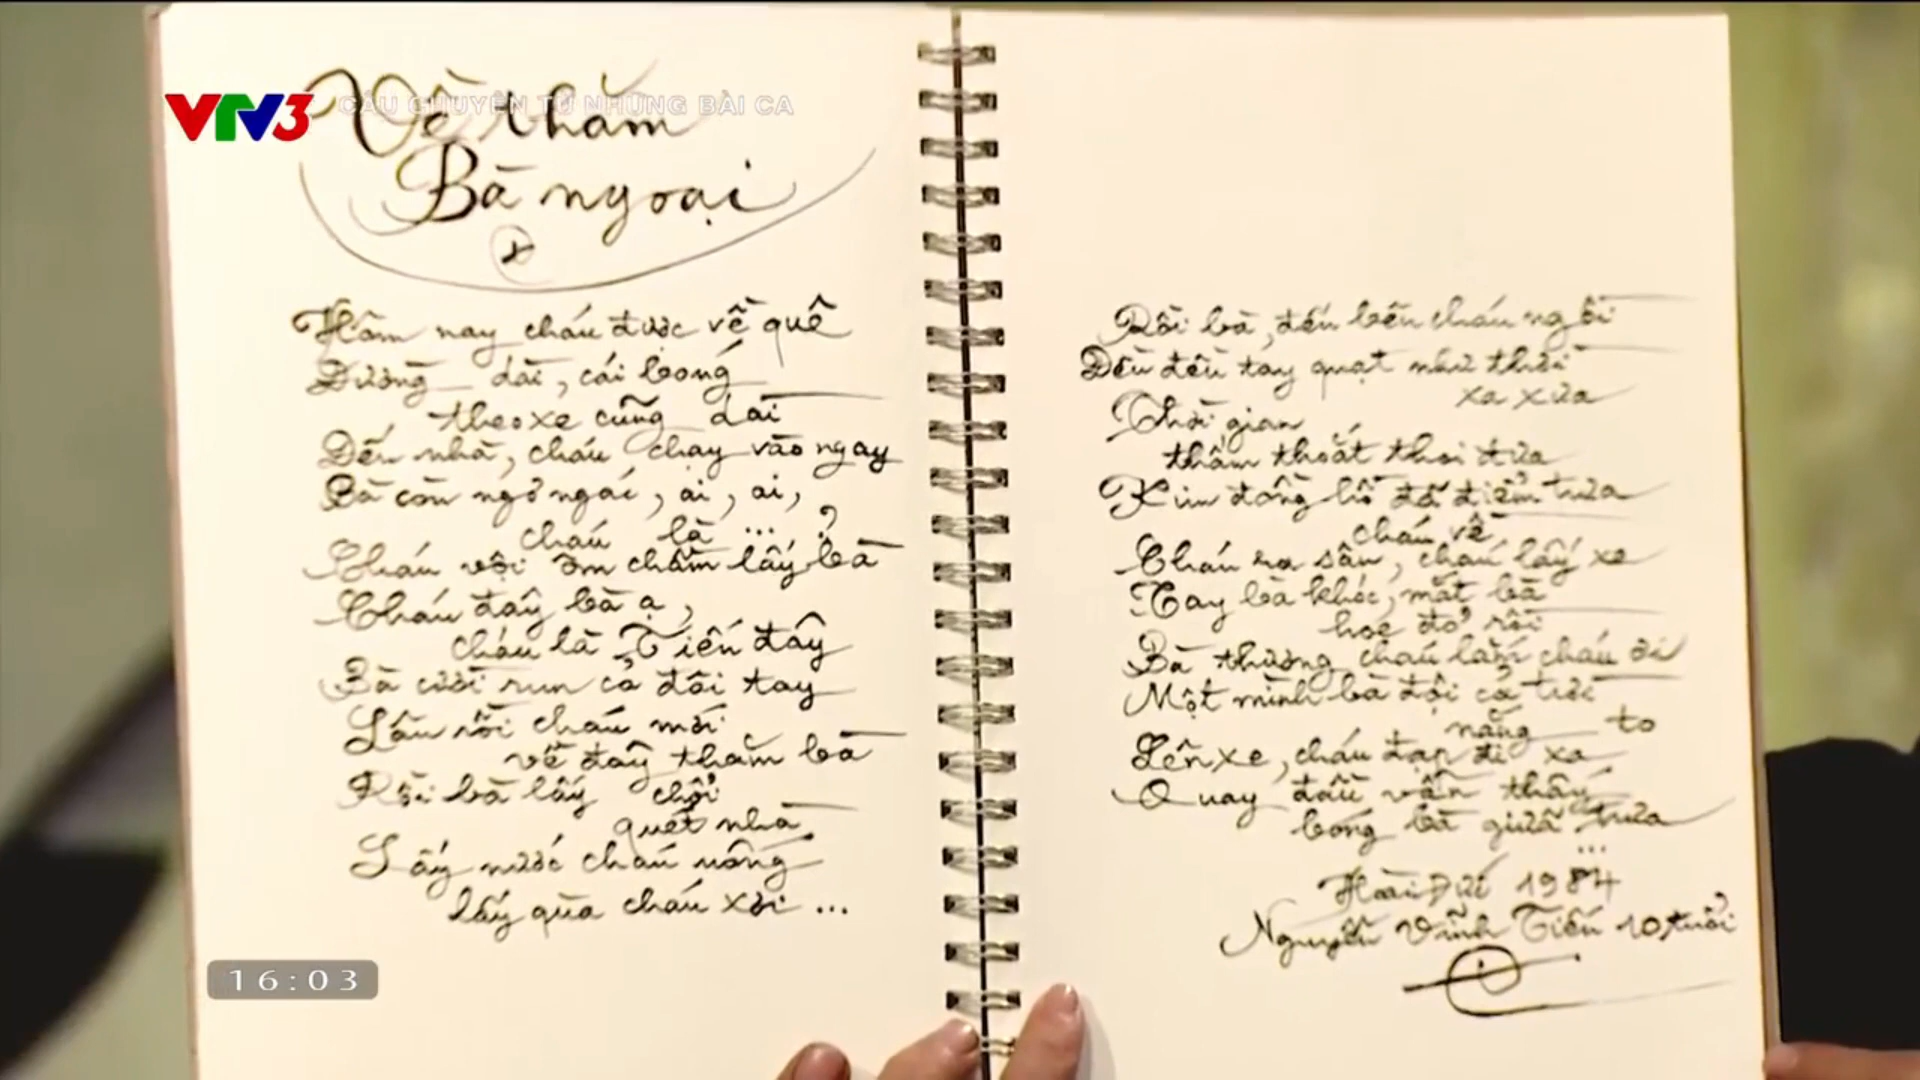 VTV3 CÂU CHUYỆN TỪ NHỮNG BÀI CA
Về thăm
Bà ngoại
Hôm nay cháu được về quê
Đường dài, cái bóng
theo xe cũng dài
Đến nhà, cháu chạy vào ngay
Bà còn ngơ ngác, ai, ai,
cháu là ... ?
Cháu vội ôm chầm lấy bà
Cháu đây bà ạ,
cháu là Tiến đây
Bà cười run cả đôi tay
Lâu rồi cháu mới
về đây thăm bà
Rồi bà lấy chổi
quét nhà
Lấy nước cháu uống
lấy quà cháu xơi ...
Rồi bà, đến bên cháu ngồi
Đều đều tay quạt như thời
xa xưa
Thời gian
thấm thoắt thoi đưa
Kim đồng hồ đã điểm trưa
cháu về
Cháu ra sân, cháu lấy xe
Tay bà khóc, mắt bà
hoe đỏ rồi
Bà thương cháu lắm cháu ơi
Một mình bà đội cả trời
nắng to
Lên xe, cháu đạp đi xa
Quay đầu vẫn thấy
bóng bà giữa trưa
...
Hoài Đức 1984
Nguyễn Vĩnh Tiến 10 tuổi
16:03